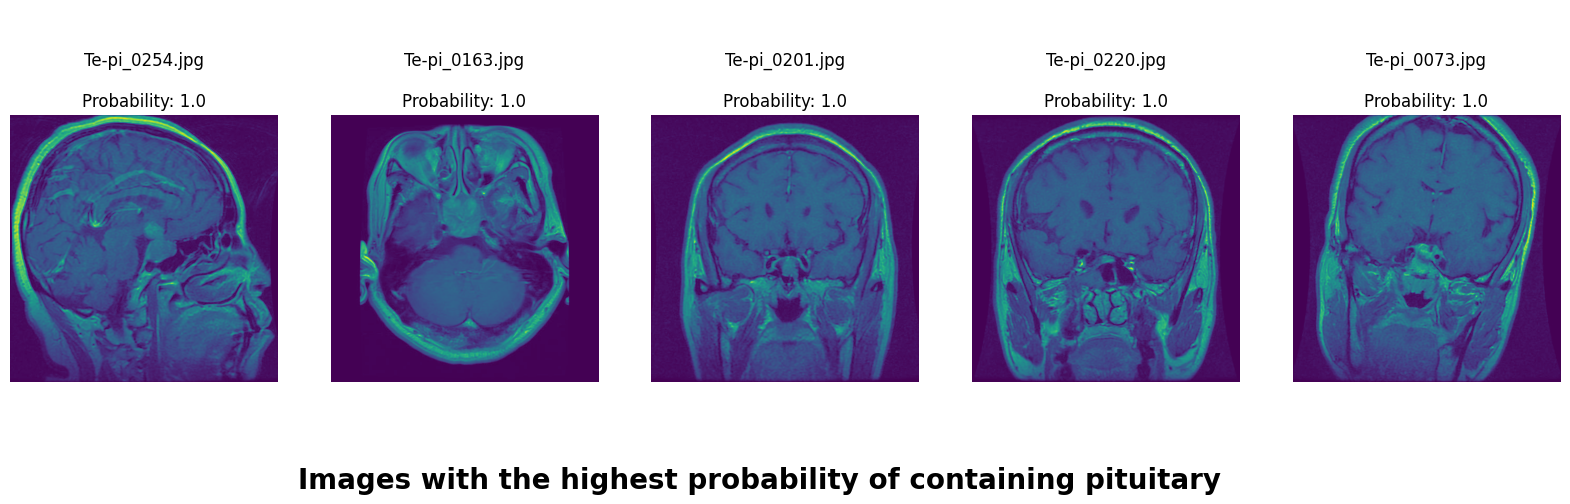 Te-pi_0254.jpg
Probability: 1.0
Te-pi_0163.jpg
Probability: 1.0
Te-pi_0201.jpg
Probability: 1.0
Te-pi_0220.jpg
Probability: 1.0
Te-pi_0073.jpg
Probability: 1.0
Images with the highest probability of containing pituitary